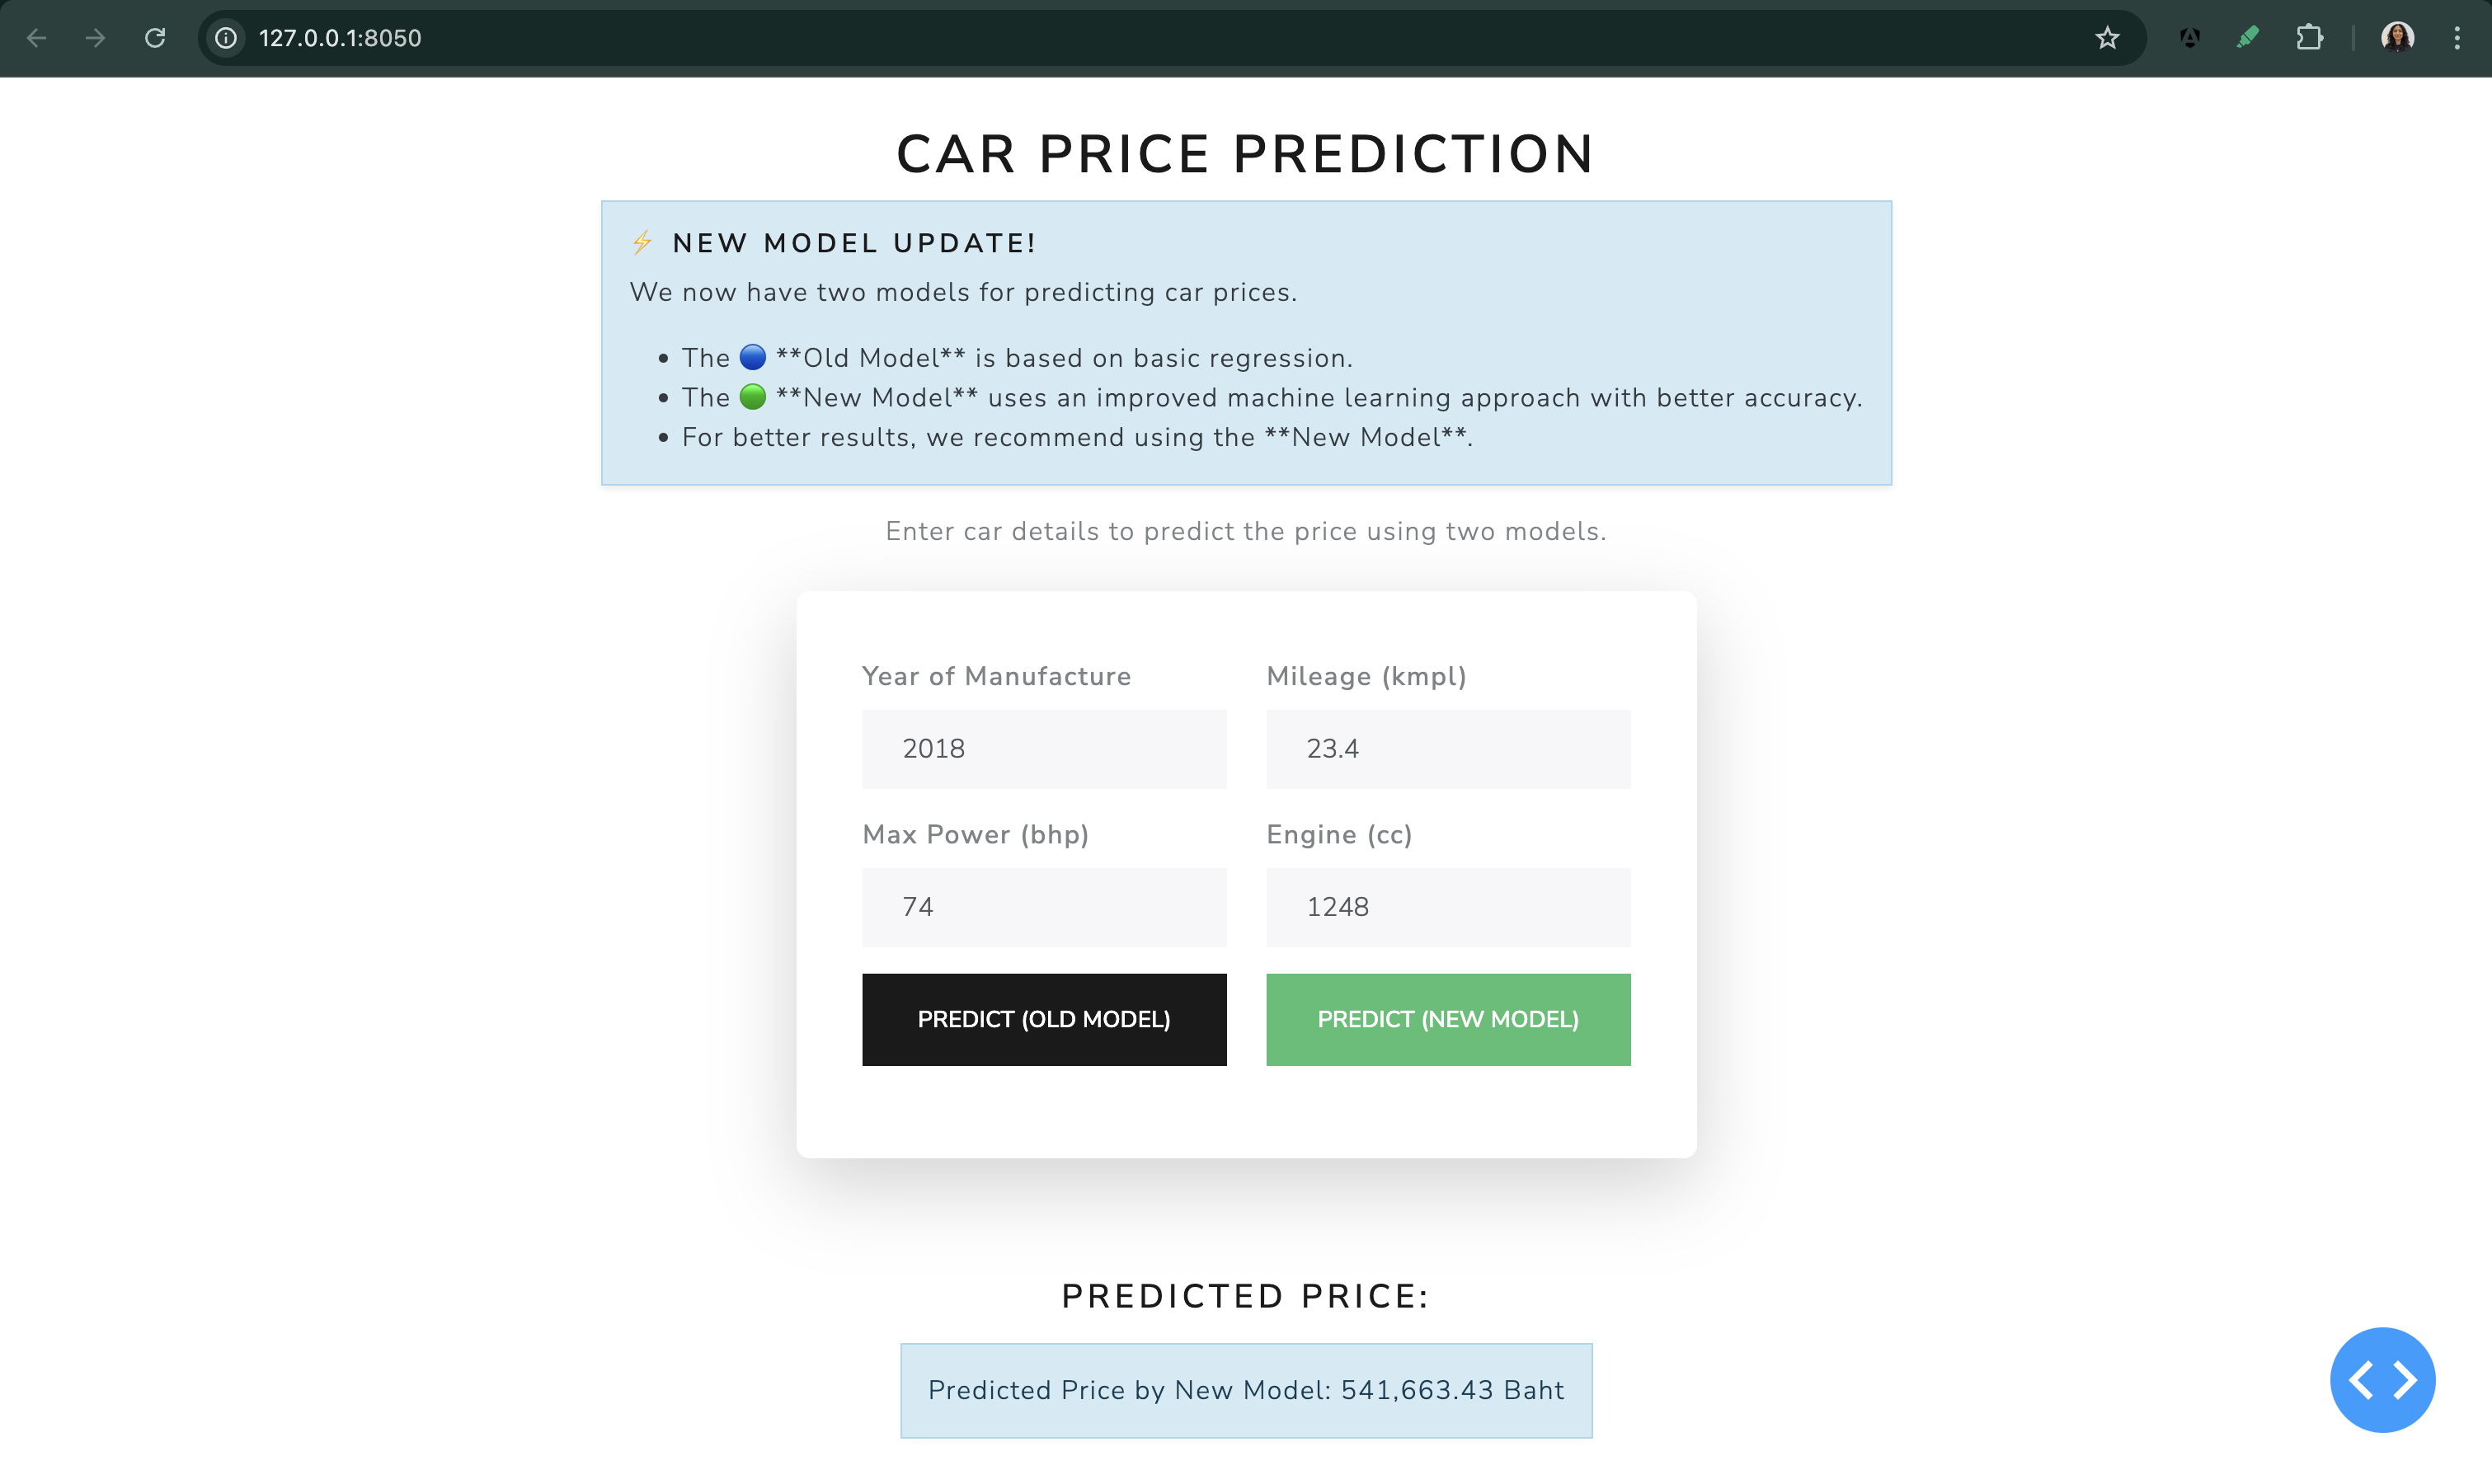 127.0.0.1:8050
CAR PRICE PREDICTION
⚡ NEW MODEL UPDATE!
We now have two models for predicting car prices.
• The 🔵 **Old Model** is based on basic regression.
• The 🟢 **New Model** uses an improved machine learning approach with better accuracy.
• For better results, we recommend using the **New Model**.
Enter car details to predict the price using two models.
Year of Manufacture
Mileage (kmpl)
2018
23.4
Max Power (bhp)
Engine (cc)
74
1248
PREDICT (OLD MODEL)
PREDICT (NEW MODEL)
PREDICTED PRICE:
Predicted Price by New Model: 541,663.43 Baht